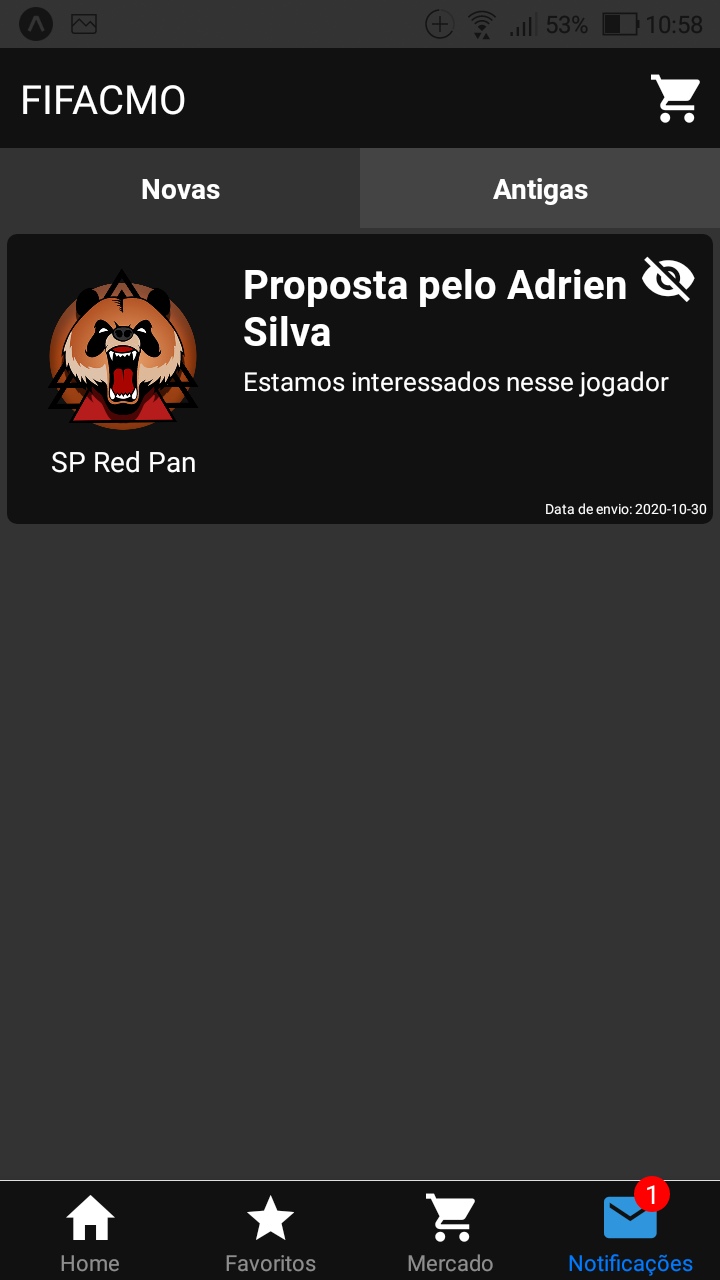 53% 10:58
FIFACMO
Novas Antigas
Proposta pelo Adrien
Silva
Estamos interessados nesse jogador
SP Red Pan
Data de envio: 2020-10-30
1
Home Favoritos Mercado Notificações